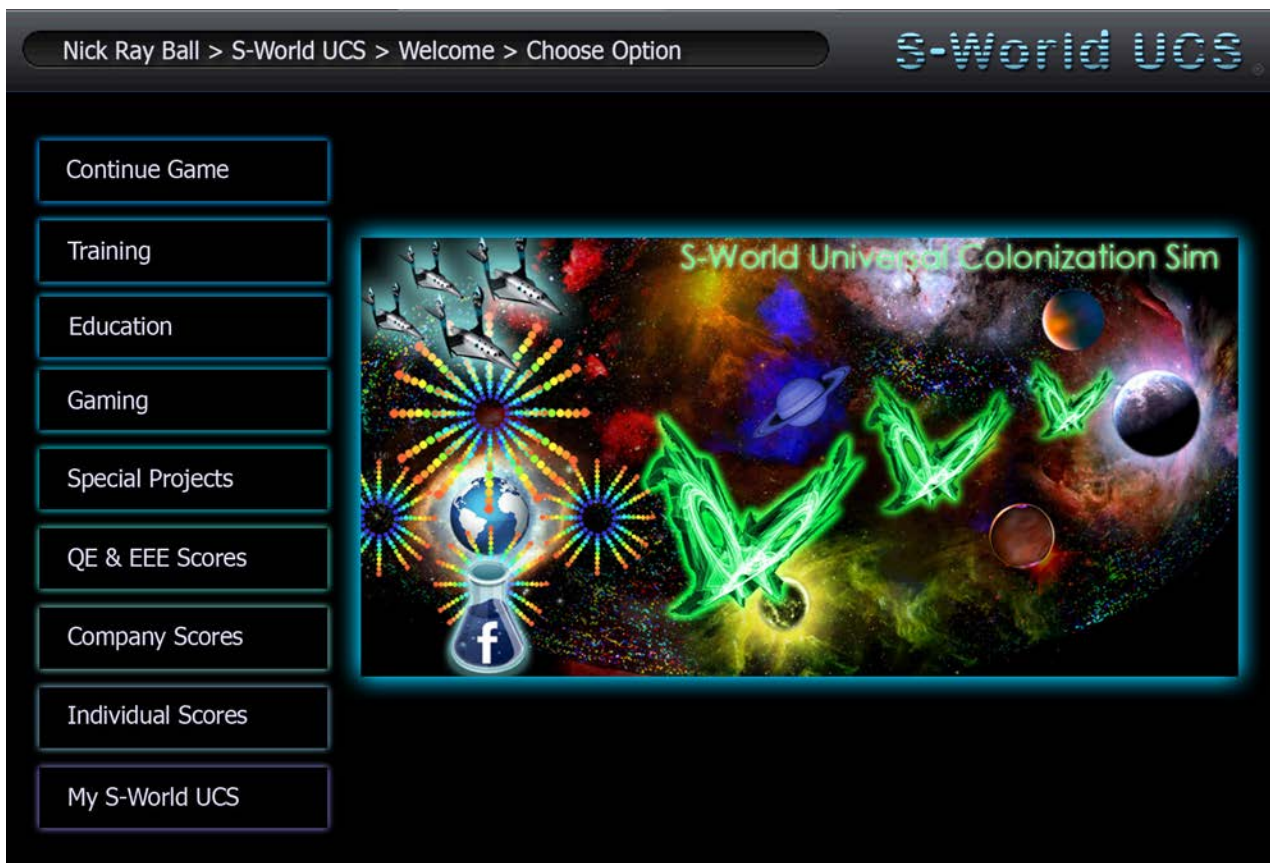 Nick Ray Ball > S-World UCS > Welcome > Choose Option
S-World UCS
Continue Game
Training
Education
Gaming
Special Projects
QE & EEE Scores
Company Scores
Individual Scores
My S-World UCS
S-World Universal Colonization Sim
f